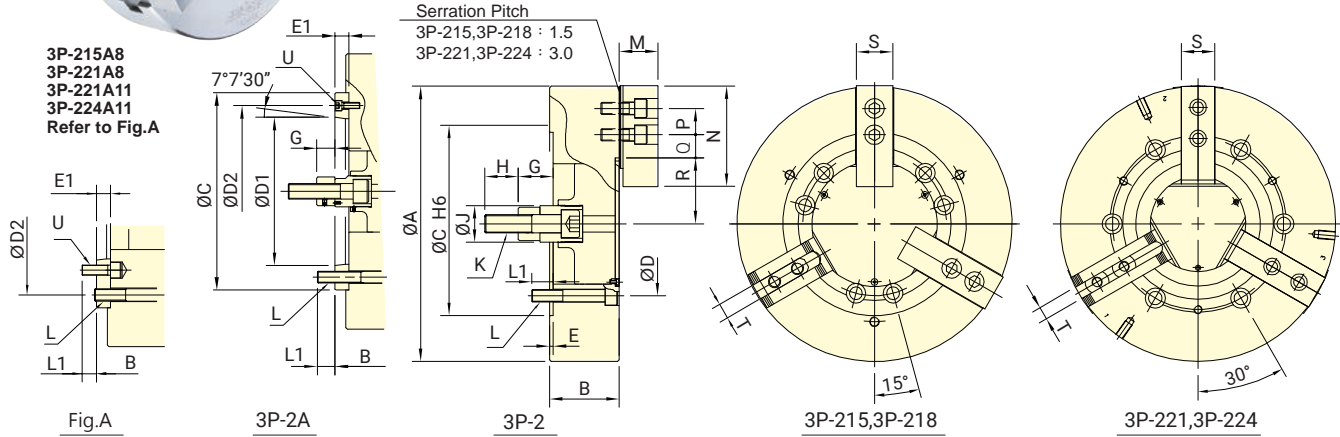 Serration Pitch
3P-215,3P-218 : 1.5
3P-221,3P-224 : 3.0
3P-215A8
3P-221A8
3P-221A11
3P-224A11
Refer to Fig.A
E1
U
ØD2
L
L1
B
Fig.A
E1
U
7°7'30"
G
ØC
ØD2
ØD1
L
L1
B
3P-2A
M
N
P
Q
R
H
G
ØA
ØC H6
ØJ
K
L1
L
E
ØD
B
3P-2
S
T
15°
3P-215,3P-218
S
2
3
1
T
30°
3P-221,3P-224